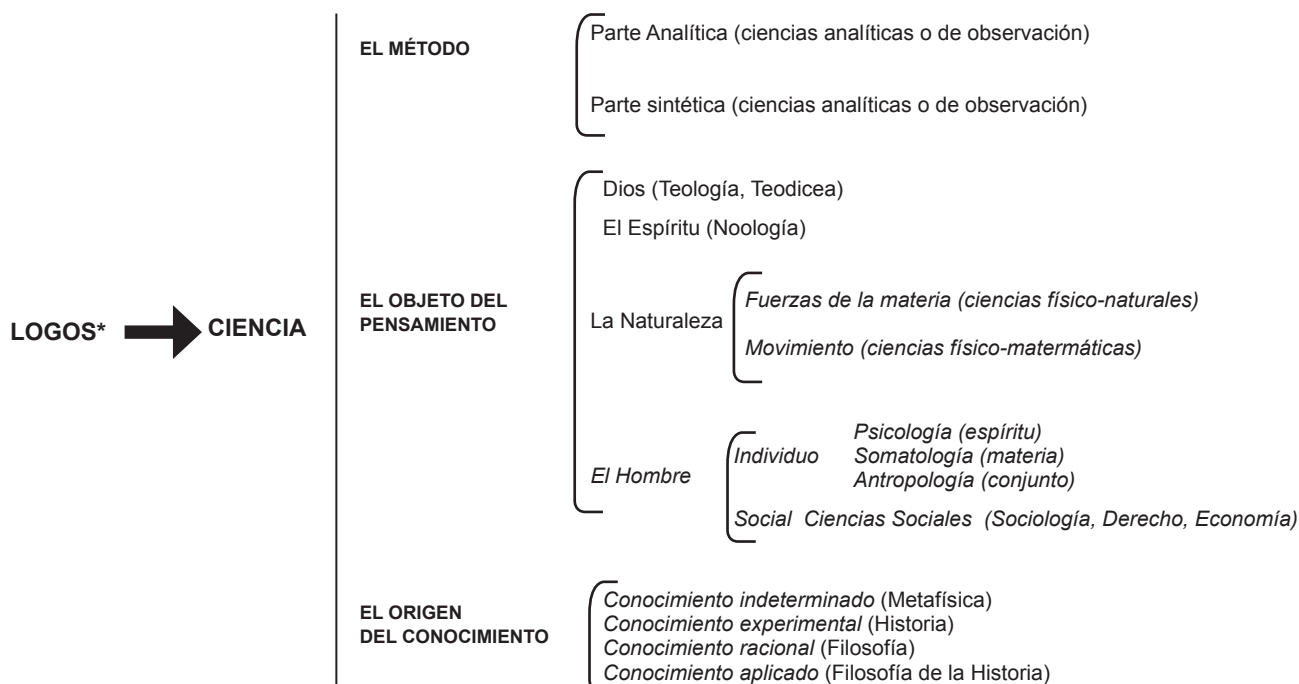 EL MÉTODO
Parte Analítica (ciencias analíticas o de observación)
Parte sintética (ciencias analíticas o de observación)
LOGOS* CIENCIA
EL OBJETO DEL
PENSAMIENTO
Dios (Teología, Teodicea)
El Espíritu (Noología)
La Naturaleza
Fuerzas de la materia (ciencias físico-naturales)
Movimiento (ciencias físico-matermáticas)
El Hombre
Individuo
Psicología (espíritu)
Somatología (materia)
Antropología (conjunto)
Social Ciencias Sociales (Sociología, Derecho, Economía)
EL ORIGEN
DEL CONOCIMIENTO
Conocimiento indeterminado (Metafísica)
Conocimiento experimental (Historia)
Conocimiento racional (Filosofía)
Conocimiento aplicado (Filosofía de la Historia)